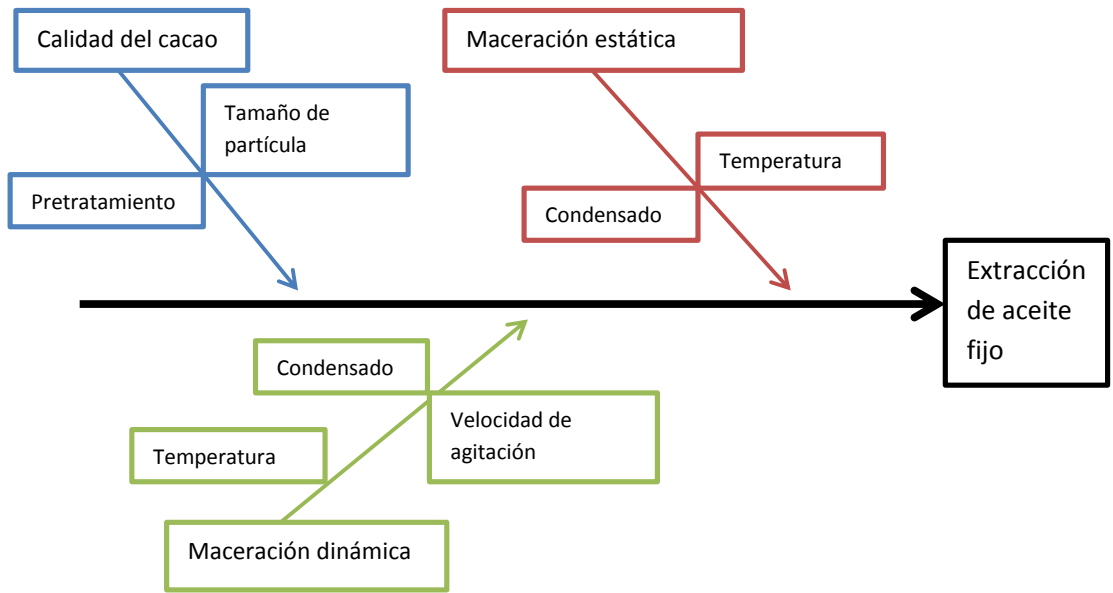 Calidad del cacao
Tamaño de
partícula
Pretratamiento
Maceración estática
Temperatura
Condensado
Extracción
de aceite
fijo
Condensado
Velocidad de
agitación
Temperatura
Maceración dinámica